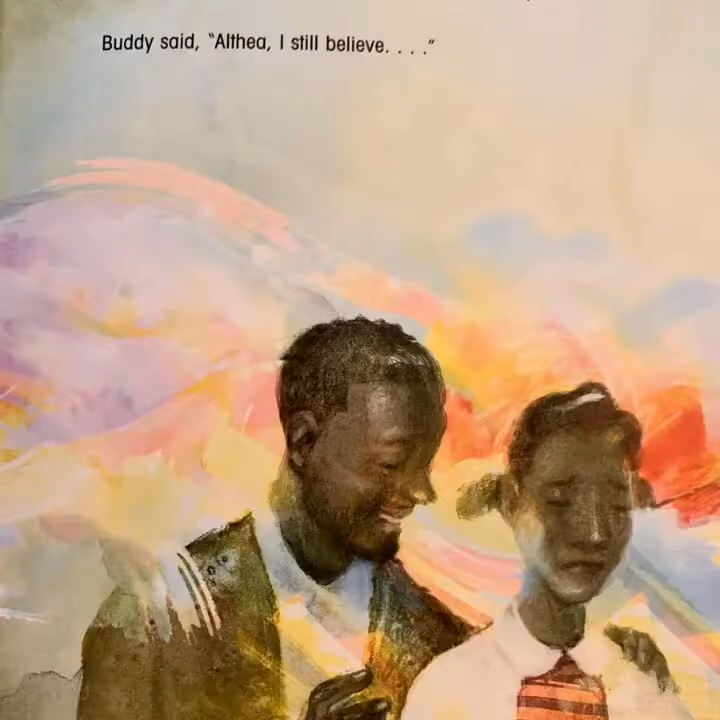 Buddy said, “Althea, I still believe. . . .”